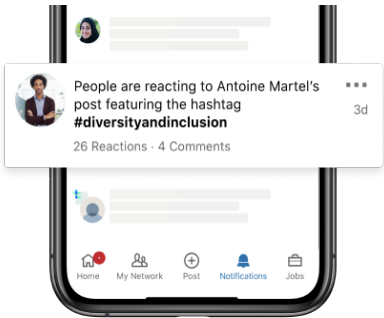 People are reacting to Antoine Martel's
post featuring the hashtag
#diversityandinclusion
3d
26 Reactions · 4 Comments
Home
My Network
Post
Notifications
Jobs